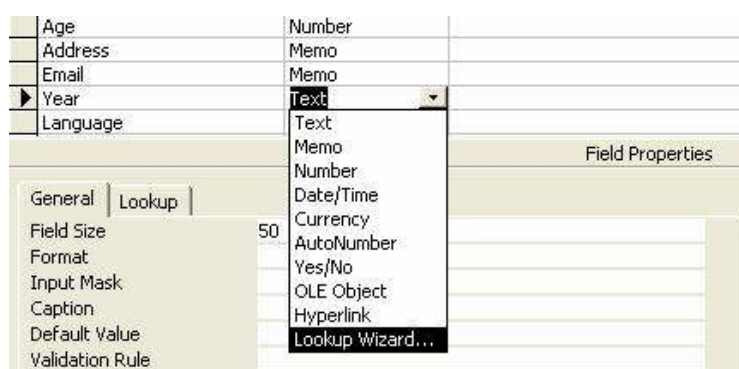 Age Number
Address Memo
Email Memo
Year Text
Language Text
Memo
Field Properties
Number
General Lookup Date/Time
Currency
Field Size 50
AutoNumber
Format
Yes/No
Input Mask
OLE Object
Caption
Hyperlink
Default Value
Lookup Wizard...
Validation Rule